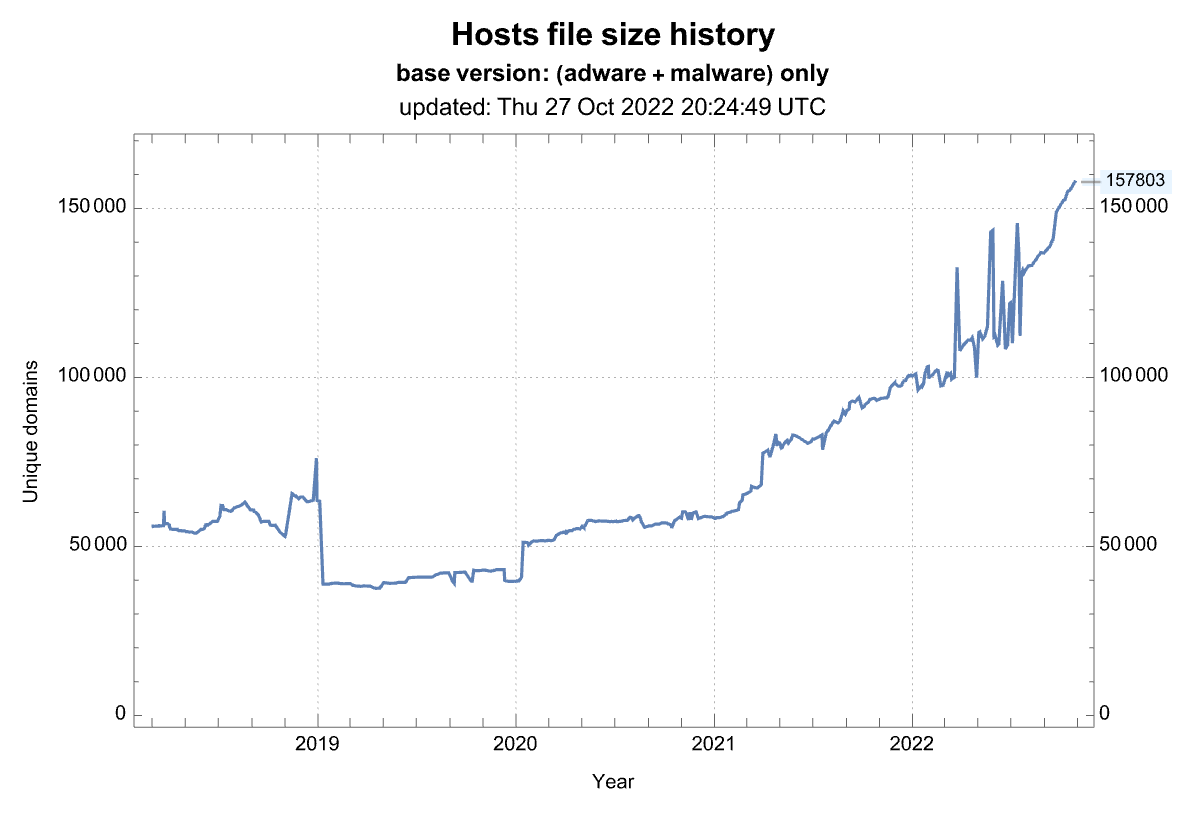 Hosts file size history
base version: (adware + malware) only
updated: Thu 27 Oct 2022 20:24:49 UTC
157803
150 000
150 000
100 000
100 000
50 000
50 000
0
0
Unique domains
2019
2020
2021
2022
Year